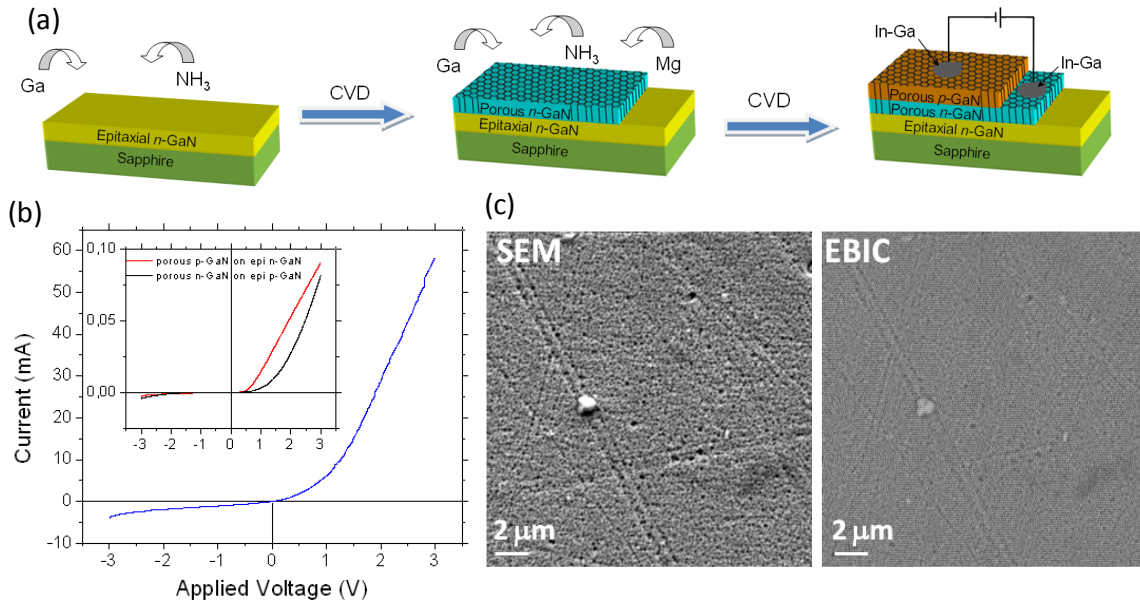 (a)
Ga
NH3
Epitaxial n-GaN
Sapphire
CVD
Ga
NH3
Mg
Porous n-GaN
Epitaxial n-GaN
Sapphire
CVD
In-Ga
In-Ga
Porous p-GaN
Porous n-GaN
Epitaxial n-GaN
Sapphire
(b)
Current (mA)
60
50
40
30
20
10
0
-10
-3 -2 -1 0 1 2 3
Applied Voltage (V)
0,10
0,05
0,00
porous p-GaN on epi n-GaN
porous n-GaN on epi p-GaN
-3 -2 -1 0 1 2 3
(c)
SEM
2 μm
EBIC
2 μm